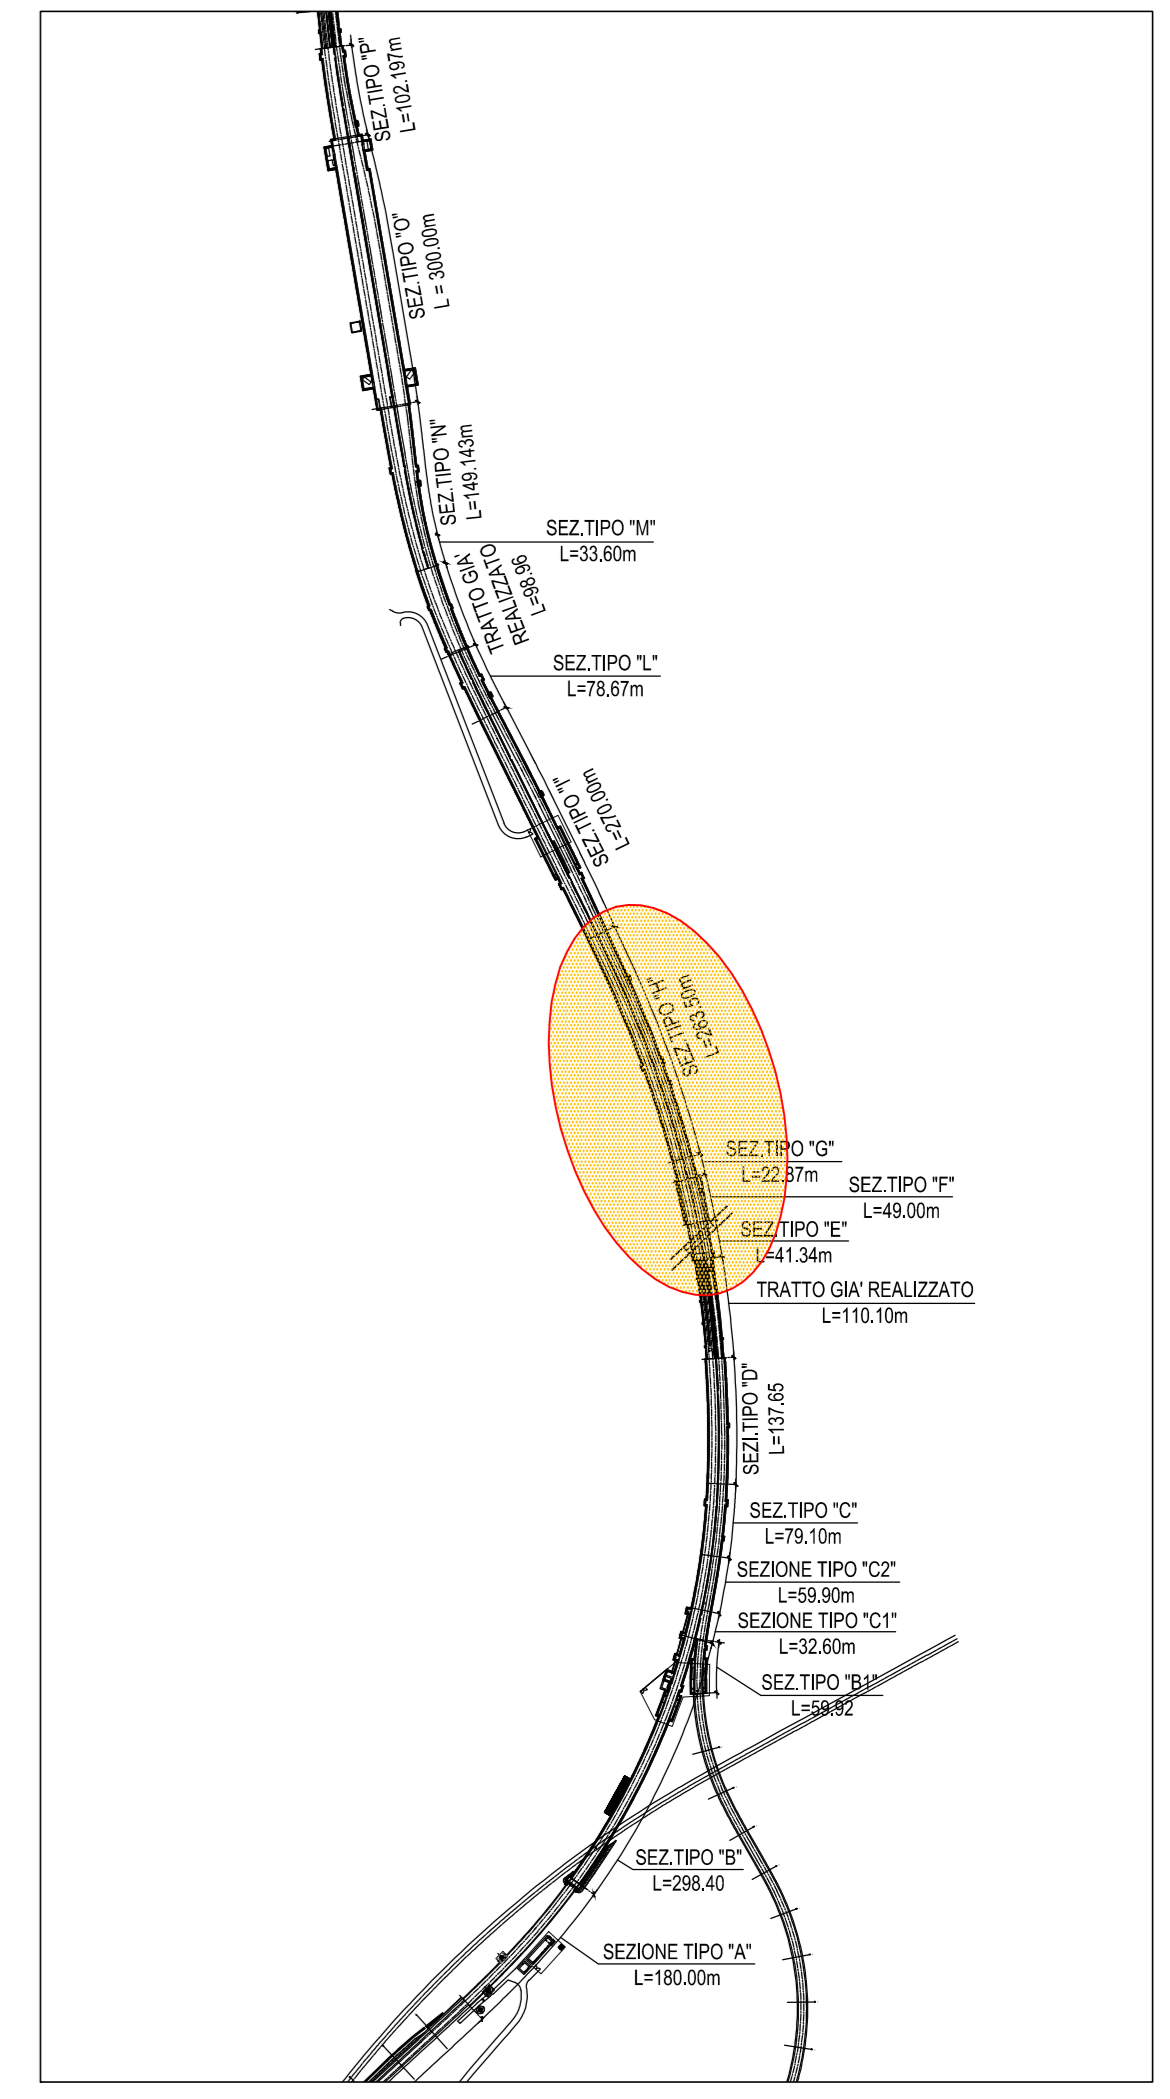 SEZ.TIPO "P"
L=102.197m
SEZ.TIPO "O"
L = 300.00m
SEZ.TIPO "N"
L=149.143m
SEZ.TIPO "M"
L=33.60m
TRATTO GIA'
REALIZZATO
L=98.96
SEZ.TIPO "L"
L=78.67m
SEZ.TIPO "I"
L=270.00m
SEZ.TIPO "H"
L=263.50m
SEZ.TIPO "G"
L=22.87m
SEZ.TIPO "F"
L=49.00m
SEZ.TIPO "E"
L=41.34m
TRATTO GIA' REALIZZATO
L=110.10m
SEZI.TIPO "D"
L=137.65
SEZ.TIPO "C"
L=79.10m
SEZIONE TIPO "C2"
L=59.90m
SEZIONE TIPO "C1"
L=32.60m
SEZ.TIPO "B1"
L=59.92
SEZ.TIPO "B"
L=298.40
SEZIONE TIPO "A"
L=180.00m